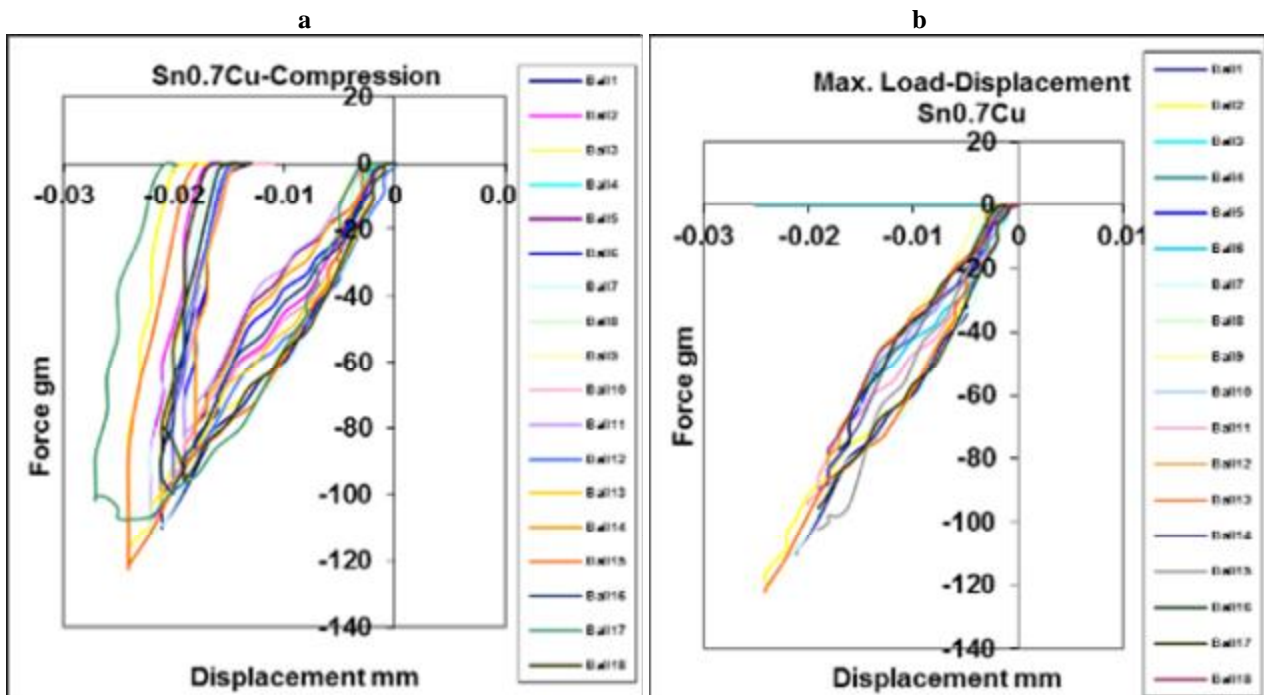 a
b
Sn0.7Cu-Compression
20
0
-0.03
-0.02
-0.01
0
0.0
-20
-40
-60
-80
-100
-120
-140
Force gm
Displacement mm
Ball1
Ball2
Ball3
Ball4
Ball5
Ball6
Ball7
Ball8
Ball9
Ball10
Ball11
Ball12
Ball13
Ball14
Ball15
Ball16
Ball17
Ball18
Max. Load-Displacement
Sn0.7Cu
20
0
-0.03
-0.02
-0.01
0
0.01
-20
-40
-60
-80
-100
-120
-140
Force gm
Displacement mm
Ball1
Ball2
Ball3
Ball4
Ball5
Ball6
Ball7
Ball8
Ball9
Ball10
Ball11
Ball12
Ball13
Ball14
Ball15
Ball16
Ball17
Ball18